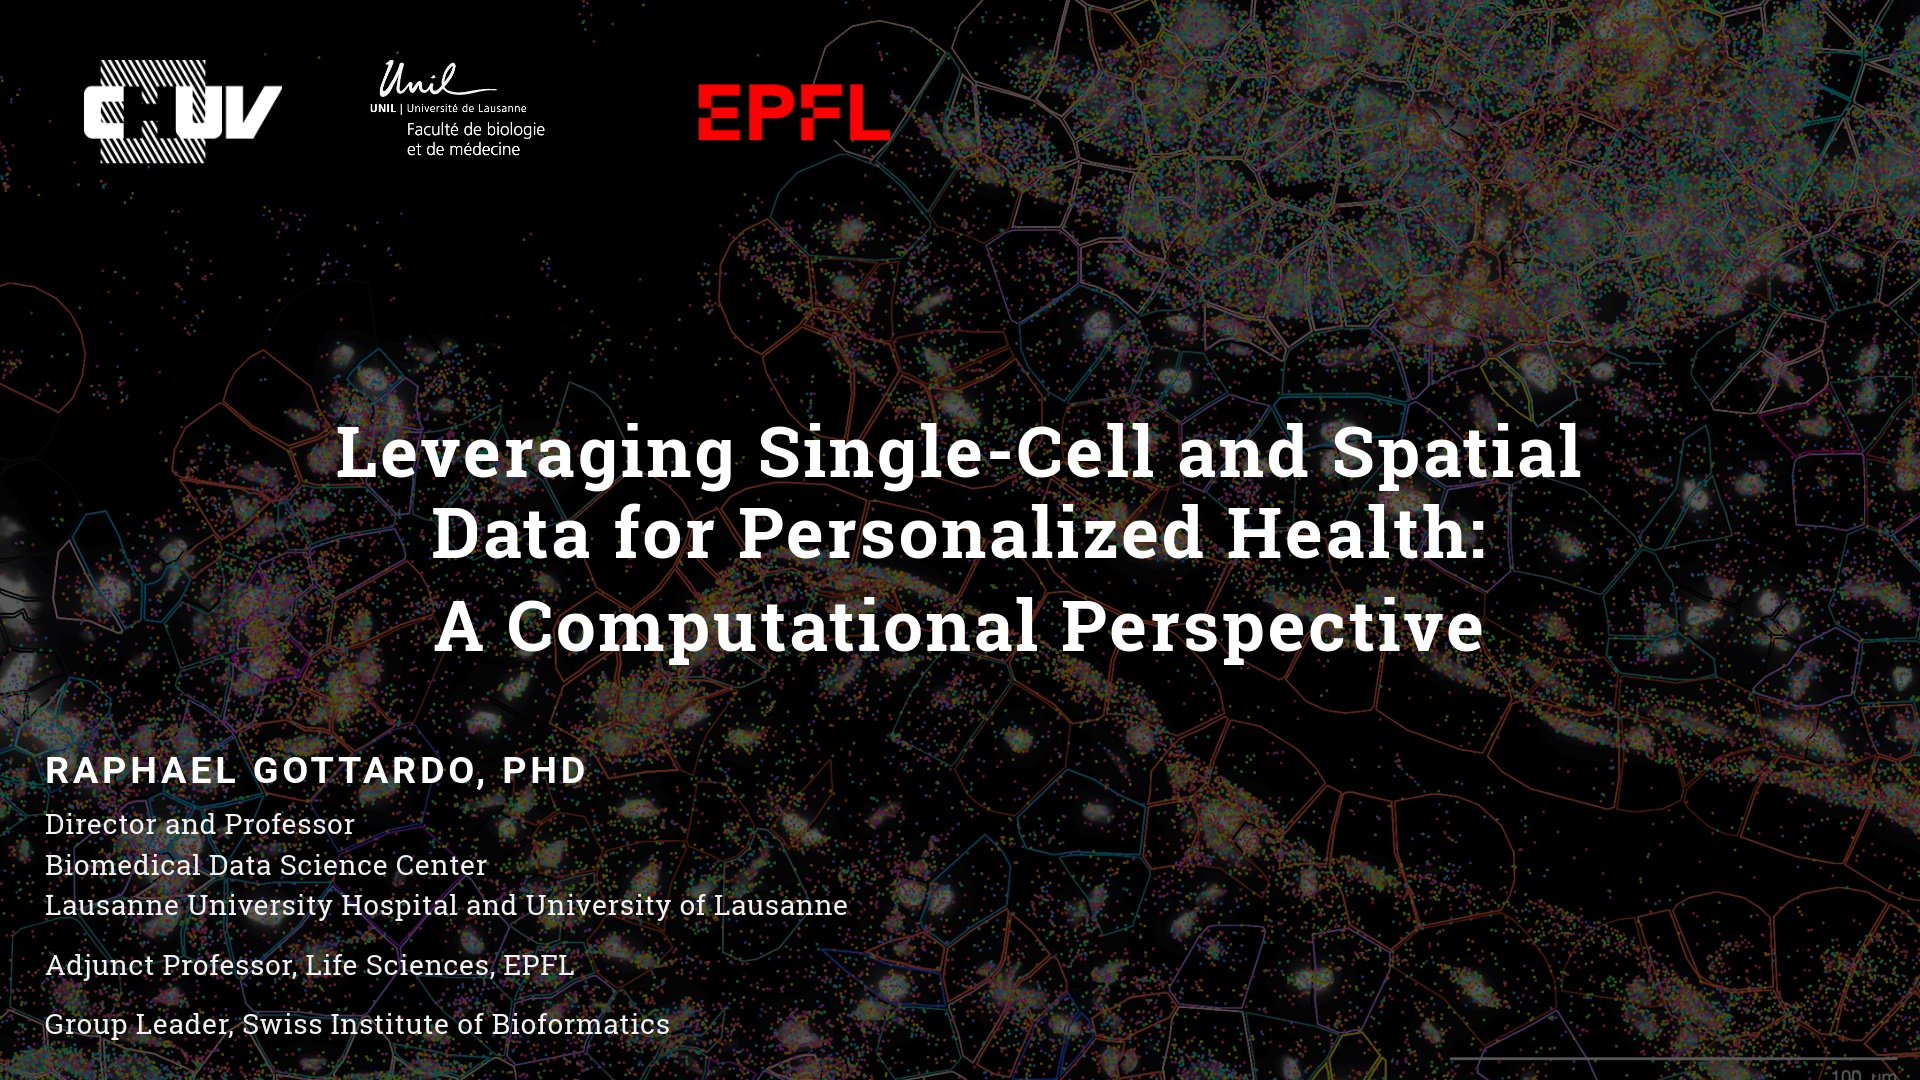 CHUV
Unil
UNIL | Université de Lausanne
Faculté de biologie
et de médecine
EPFL
Leveraging Single-Cell and Spatial
Data for Personalized Health:
A Computational Perspective
RAPHAEL GOTTARDO, PHD
Director and Professor
Biomedical Data Science Center
Lausanne University Hospital and University of Lausanne
Adjunct Professor, Life Sciences, EPFL
Group Leader, Swiss Institute of Bioformatics
100 µm